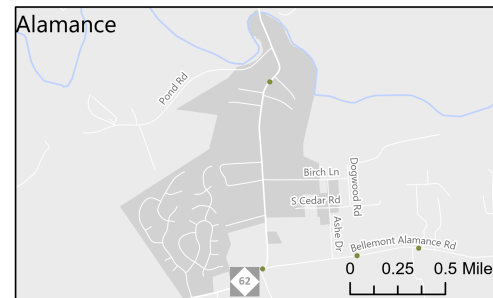 Alamance
Pond Rd
Birch Ln
Dogwood Rd
S Cedar Rd
Ashe Dr
Bellemont Alamance Rd
62
0 0.25 0.5 Mile